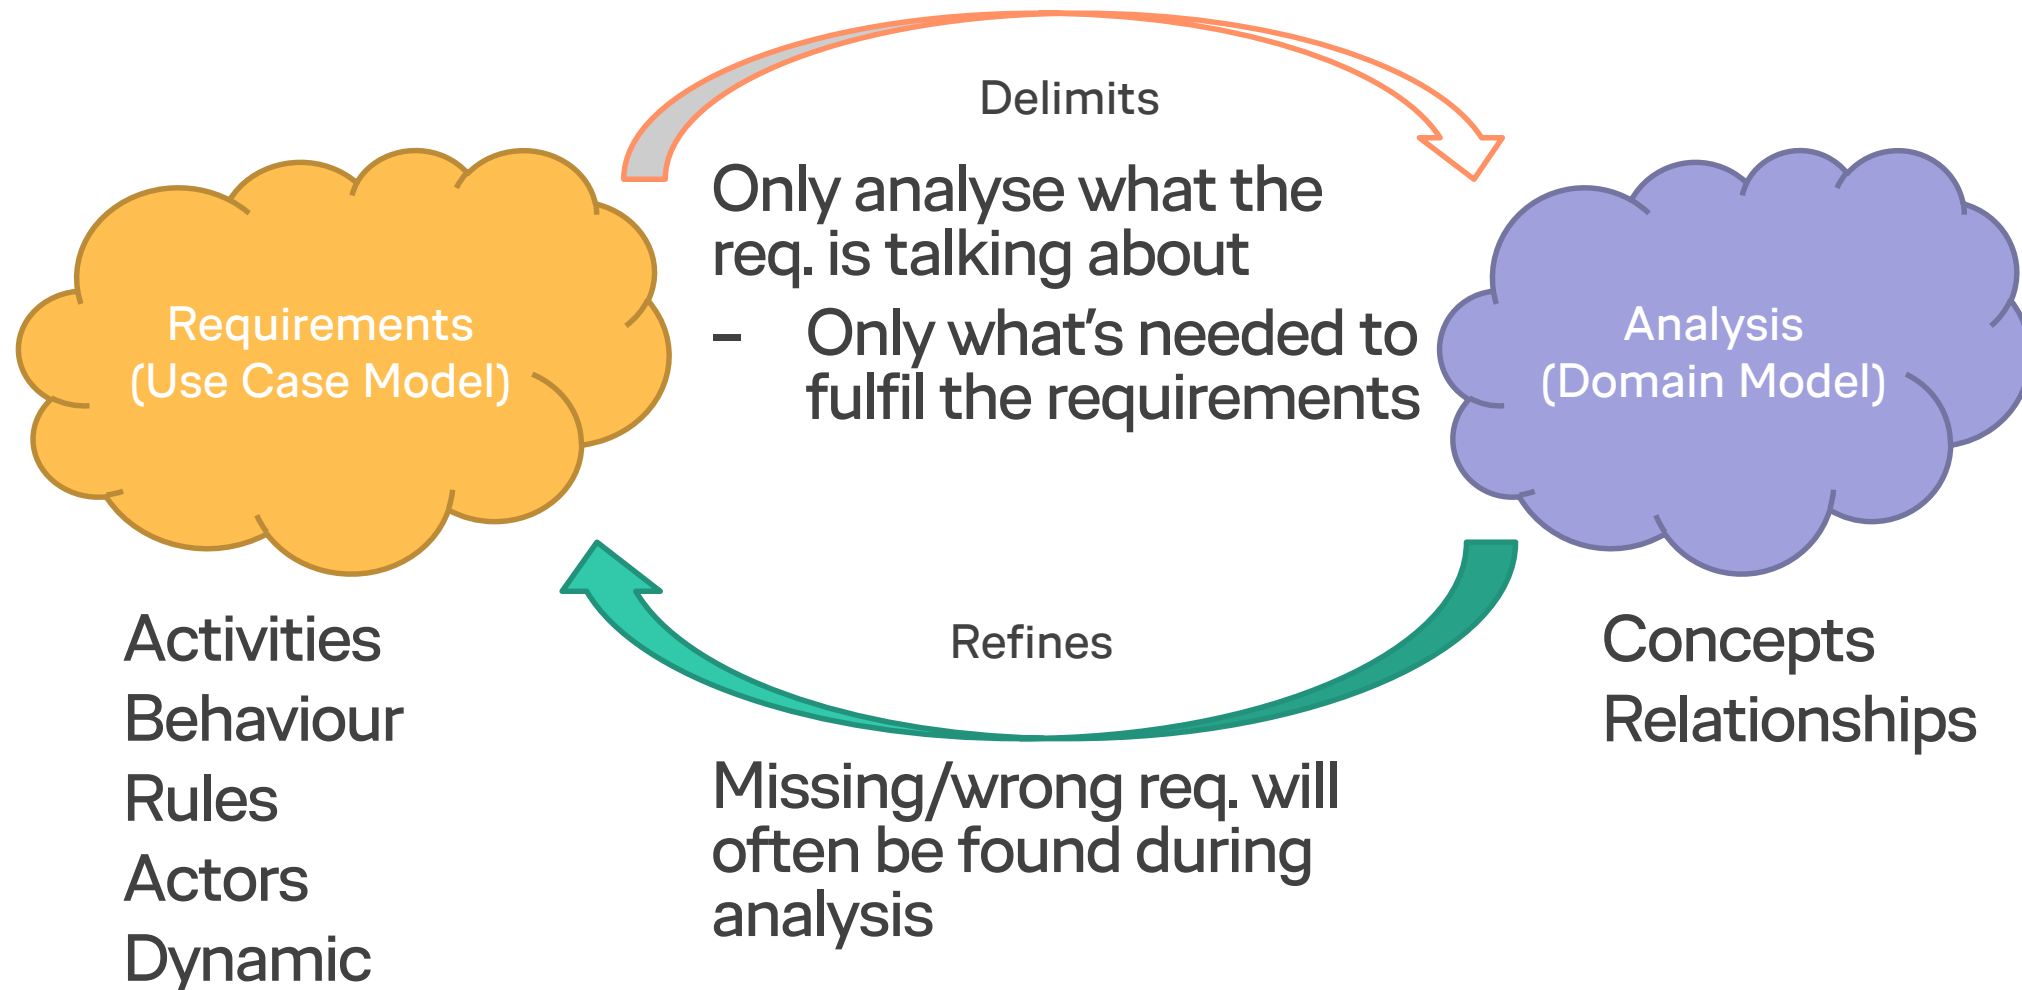 Delimits
Only analyse what the
req. is talking about
– Only what's needed to
fulfil the requirements
Requirements
(Use Case Model)
Analysis
(Domain Model)
Activities
Behaviour
Rules
Actors
Dynamic
Refines
Missing/wrong req. will
often be found during
analysis
Concepts
Relationships